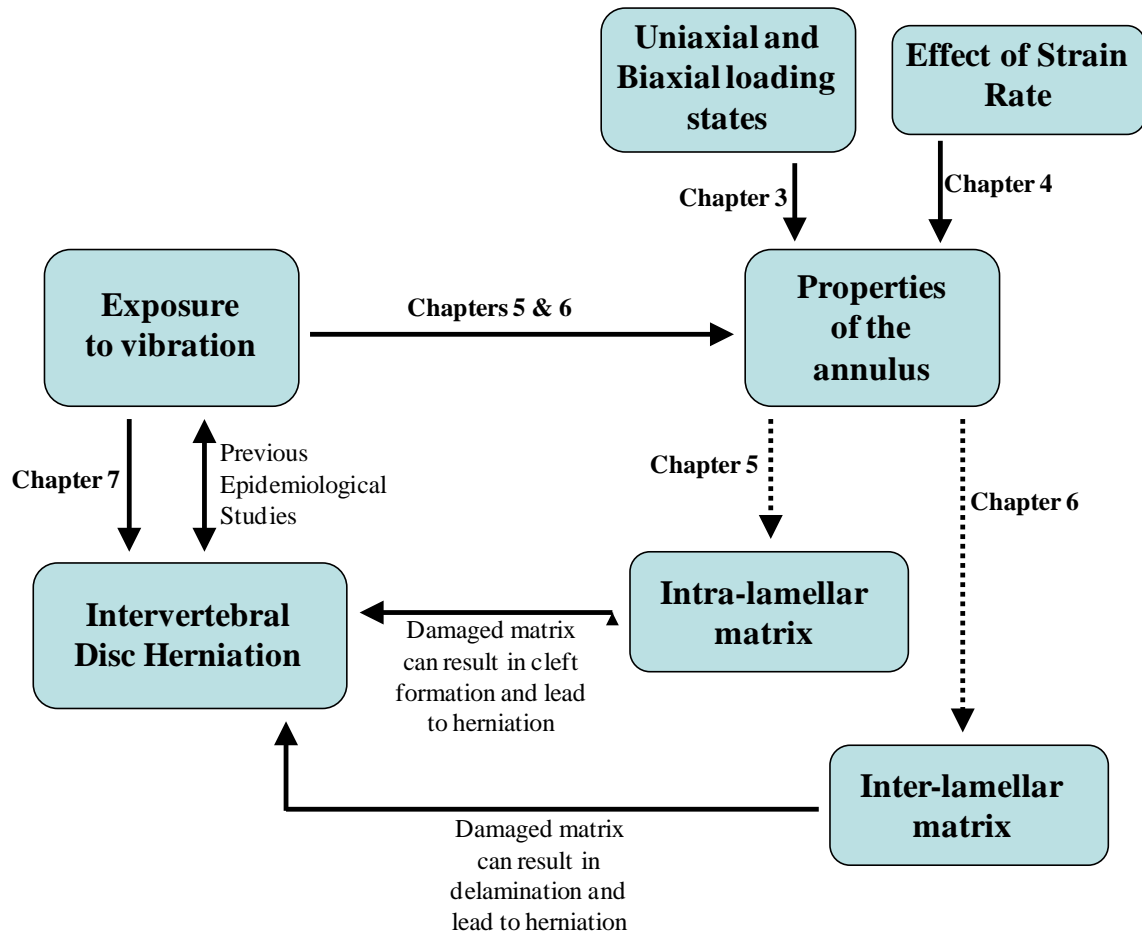 Uniaxial and
Biaxial loading
states
Effect of Strain
Rate
Chapter 3
Chapter 4
Exposure
to vibration
Chapters 5 & 6
Properties
of the
annulus
Chapter 7
Previous
Epidemiological
Studies
Chapter 5
Chapter 6
Intervertebral
Disc Herniation
Damaged matrix
can result in cleft
formation and lead
to herniation
Intra-lamellar
matrix
Inter-lamellar
matrix
Damaged matrix
can result in
delamination and
lead to herniation